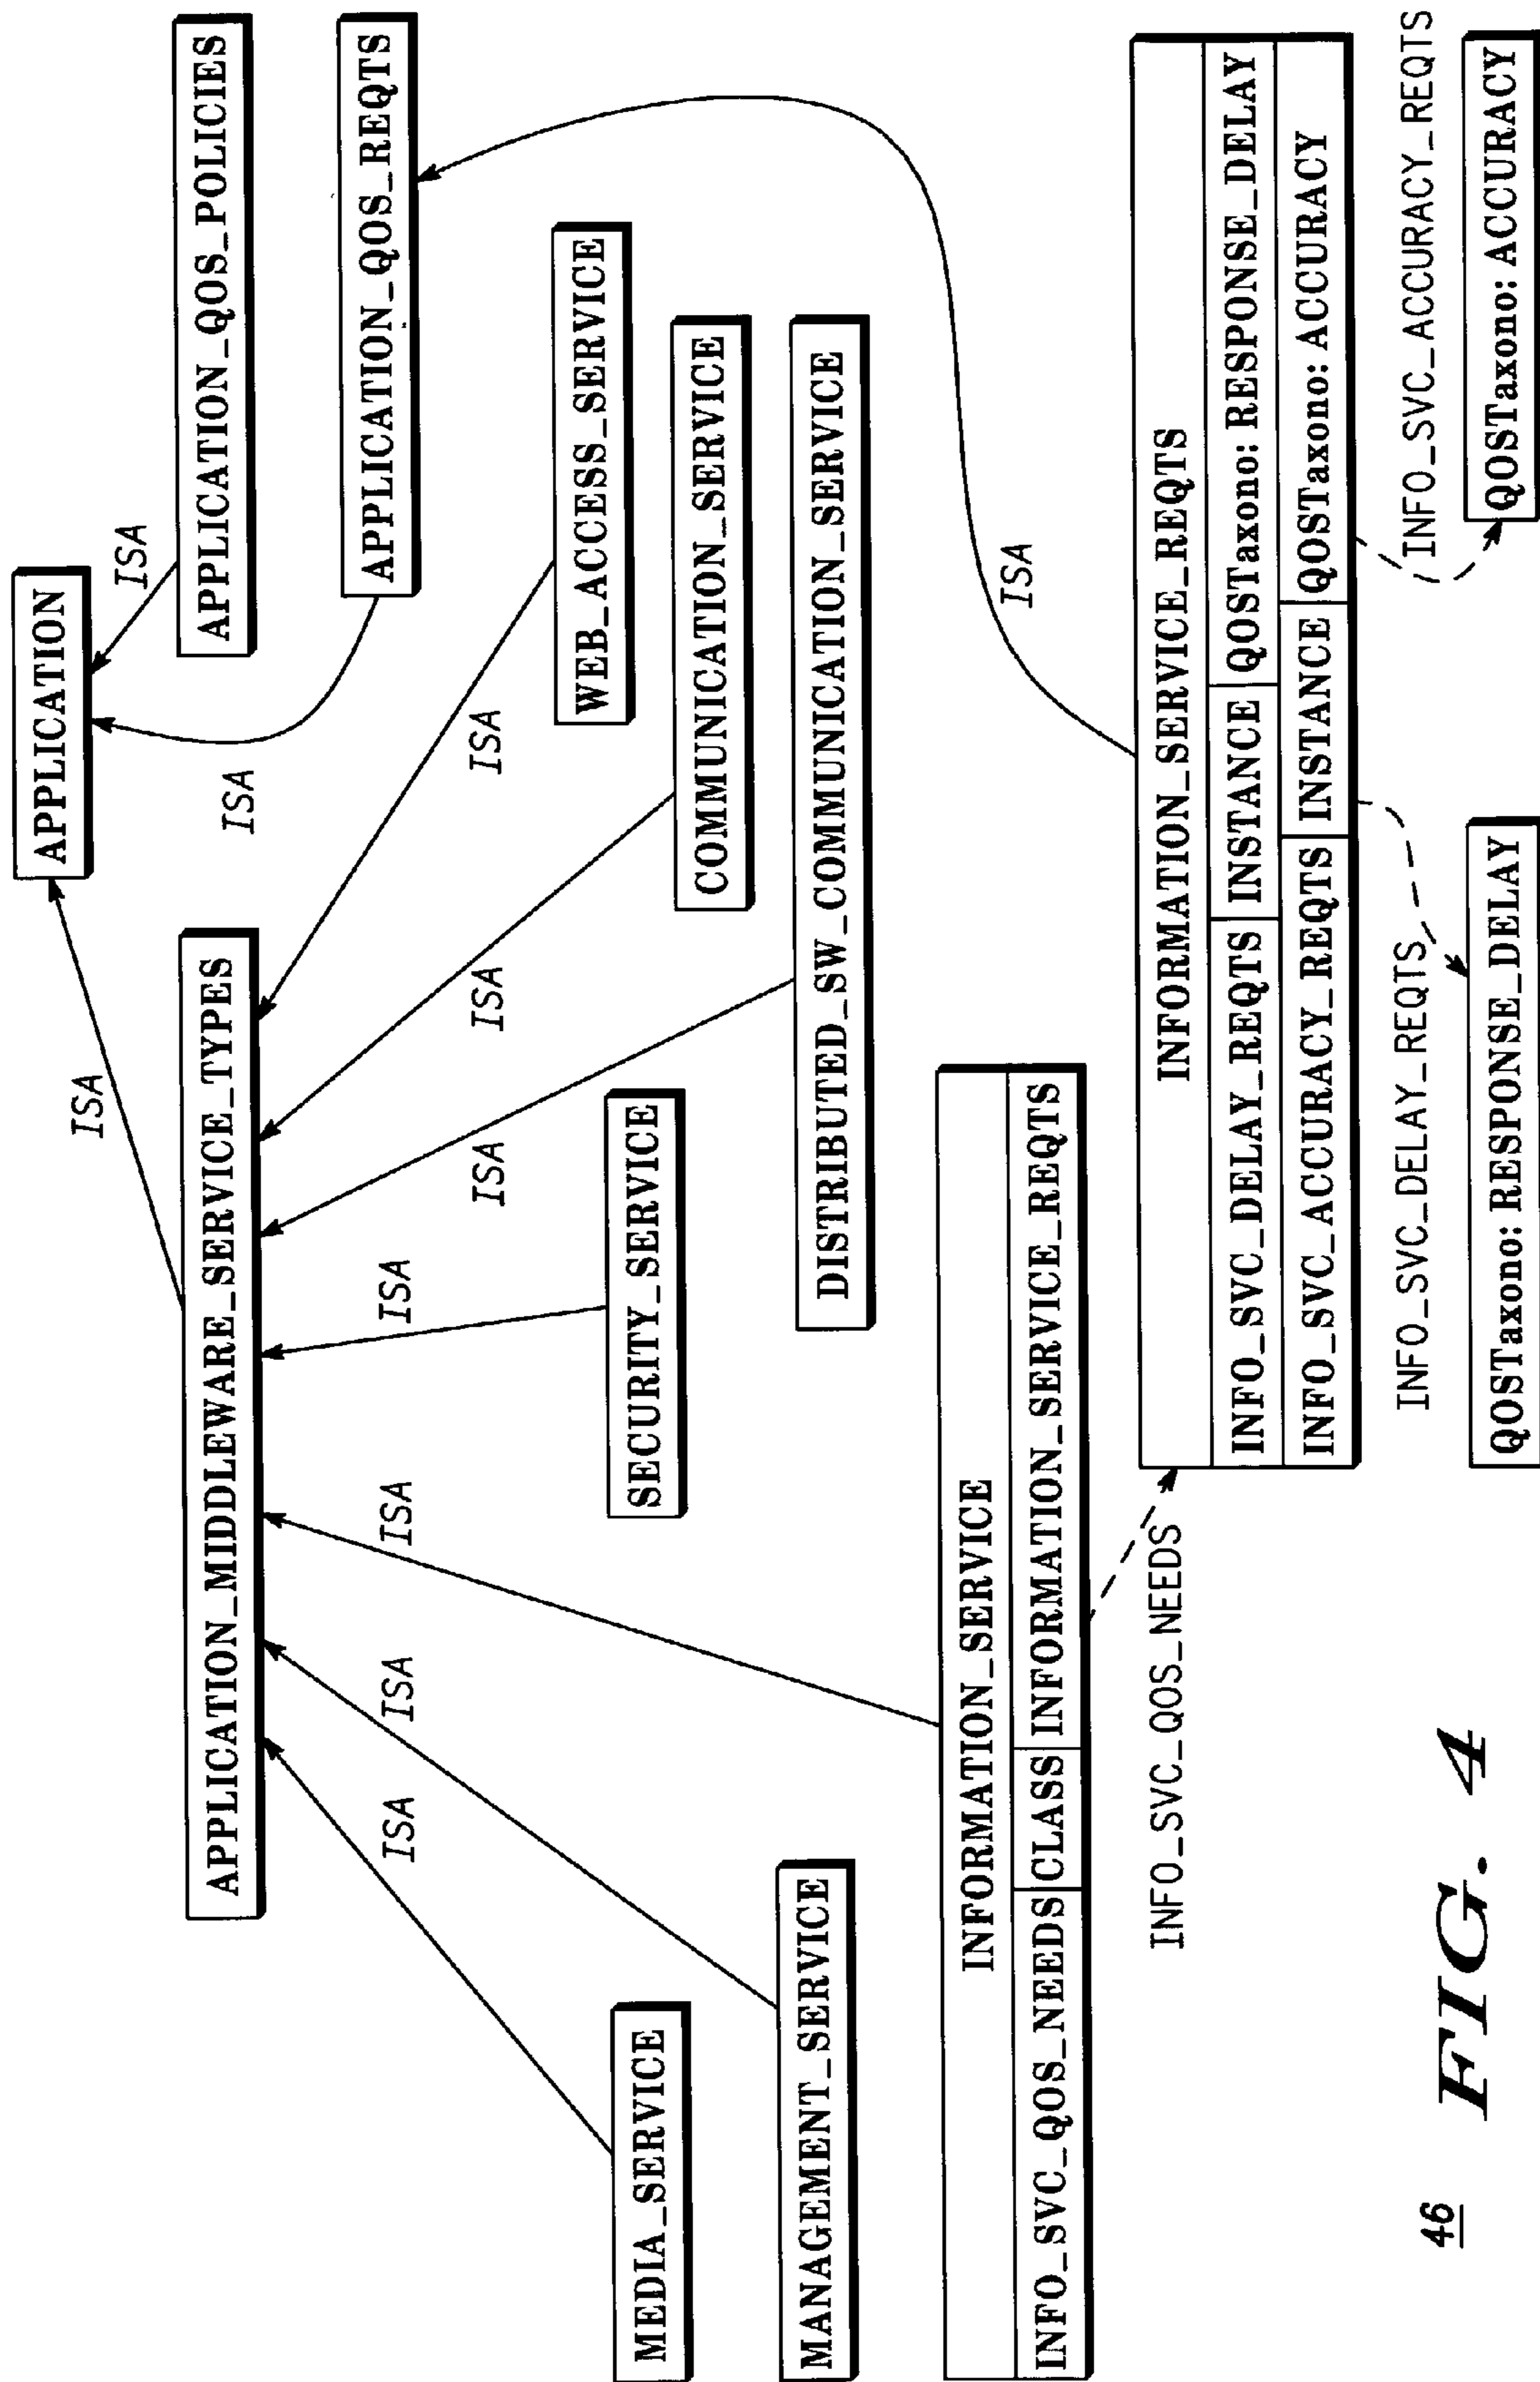 APPLICATION
ISA
ISA
ISA
APPLICATION_MIDDLEWARE_SERVICE_TYPES
APPLICATION_QOS_POLICIES
APPLICATION_QOS_REQTS
ISA
ISA
ISA
ISA
ISA
ISA
ISA
MEDIA_SERVICE
SECURITY_SERVICE
WEB_ACCESS_SERVICE
COMMUNICATION_SERVICE
MANAGEMENT_SERVICE
DISTRIBUTED_SW_COMMUNICATION_SERVICE
INFORMATION_SERVICE
INFO_SVC_QOS_NEEDS CLASS INFORMATION_SERVICE_REQTS
ISA
INFO_SVC_QOS_NEEDS
INFORMATION_SERVICE_REQTS
INFO_SVC_DELAY_REQTS INSTANCE QOSTaxono: RESPONSE_DELAY
INFO_SVC_ACCURACY_REQTS INSTANCE QOSTaxono: ACCURACY
INFO_SVC_DELAY_REQTS
INFO_SVC_ACCURACY_REQTS
QOSTaxono: RESPONSE_DELAY
QOSTaxono: ACCURACY
46
FIG. 4